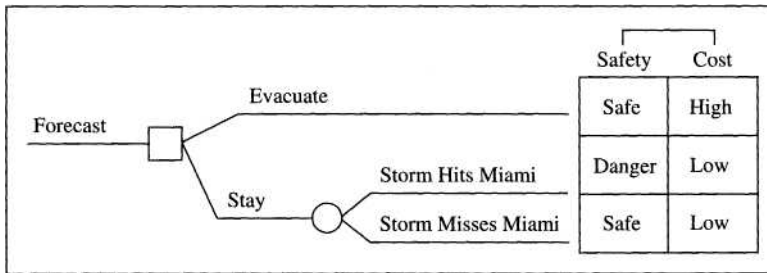 Safety Cost
Evacuate
Safe High
Forecast
Storm Hits Miami
Danger Low
Stay
Storm Misses Miami
Safe Low